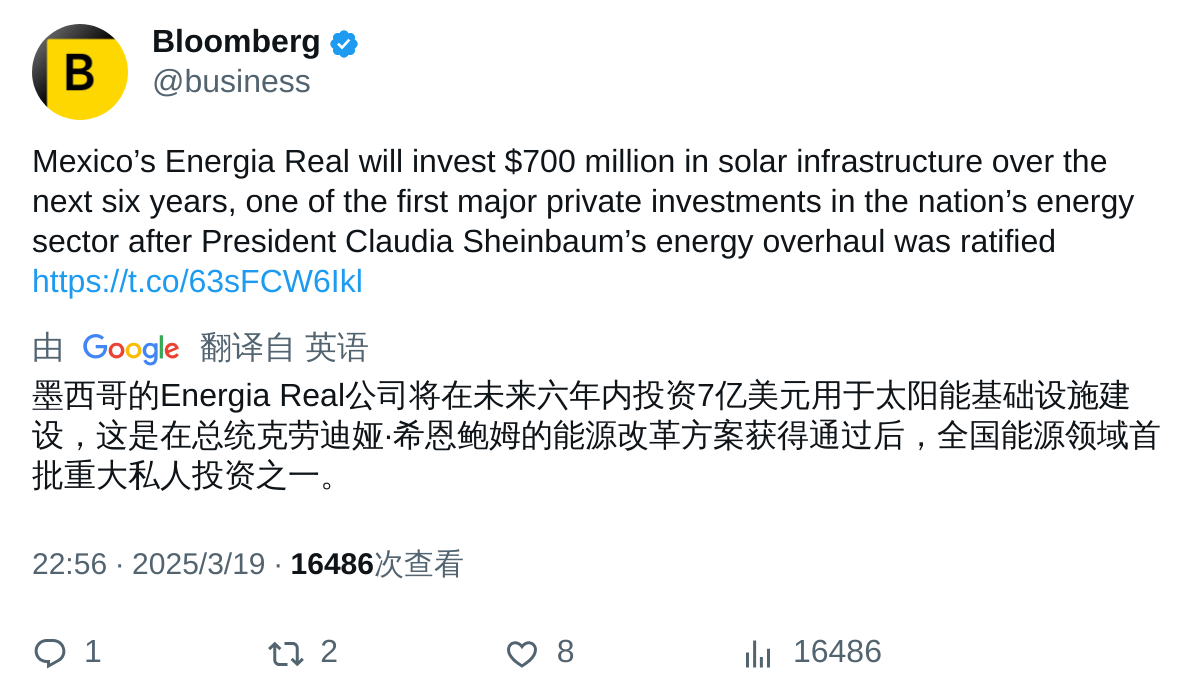 B
Bloomberg
@business
Mexico’s Energia Real will invest $700 million in solar infrastructure over the
next six years, one of the first major private investments in the nation’s energy
sector after President Claudia Sheinbaum’s energy overhaul was ratified
https://t.co/63sFCW6Ikl
由 Google 翻译自 英语
墨西哥的Energia Real公司将在未来六年内投资7亿美元用于太阳能基础设施建
设，这是在总统克劳迪娅·希恩鲍姆的能源改革方案获得通过后，全国能源领域首
批重大私人投资之一。
22:56 · 2025/3/19 · 16486次查看
1 2 8 16486